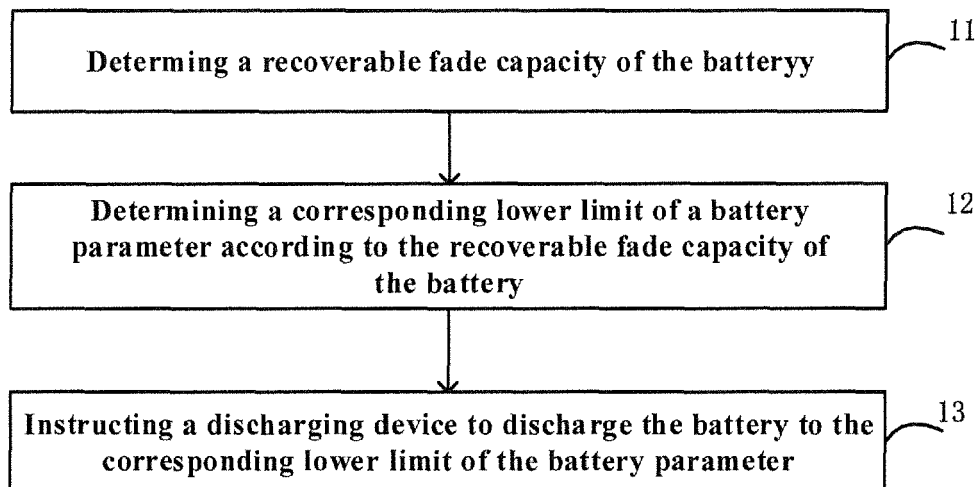 Determing a recoverable fade capacity of the batteryy
11
Determining a corresponding lower limit of a battery
parameter according to the recoverable fade capacity of
the battery
12
Instructing a discharging device to discharge the battery to the
corresponding lower limit of the battery parameter
13